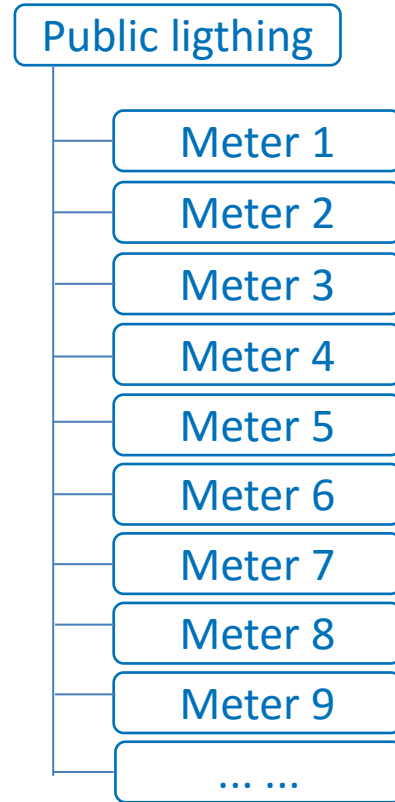 Public ligthing
Meter 1
Meter 2
Meter 3
Meter 4
Meter 5
Meter 6
Meter 7
Meter 8
Meter 9
... ...